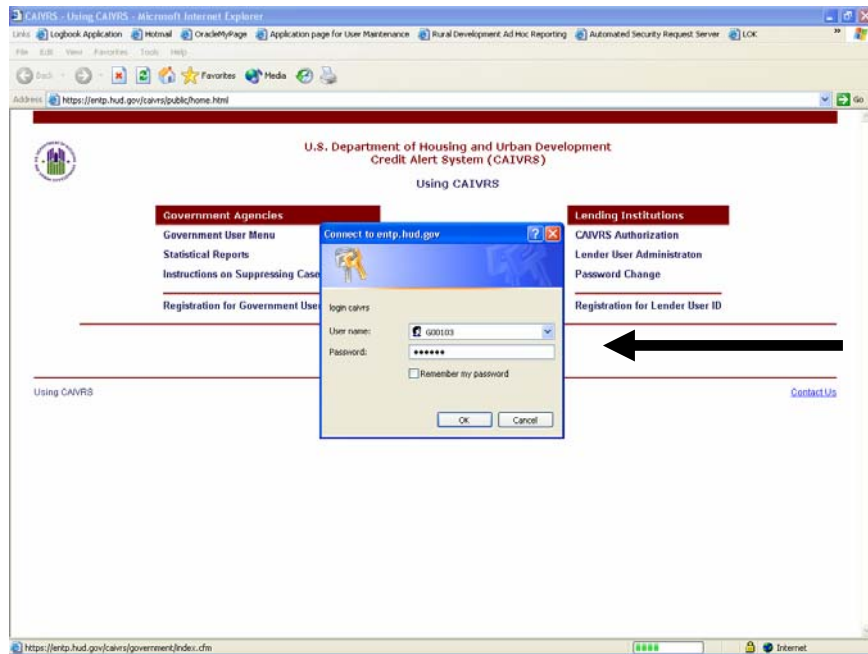 CAIVRS - Using CAIVRS - Microsoft Internet Explorer
Links Logbook Application Hotmail OracleMyPage Application page for User Maintenance Rural Development Ad Hoc Reporting Automated Security Request Server LOK »
File Edit View Favorites Tools Help
Back Favorites Media
Address https://entp.hud.gov/caivrs/public/home.html Go
U.S. Department of Housing and Urban Development
Credit Alert System (CAIVRS)
Using CAIVRS
Government Agencies
Government User Menu
Statistical Reports
Instructions on Suppressing Case
Registration for Government User
Connect to entp.hud.gov
login caivrs
User name: G00103
Password: ••••••
Remember my password
OK Cancel
Lending Institutions
CAIVRS Authorization
Lender User Administraton
Password Change
Registration for Lender User ID
Using CAIVRS Contact Us
https://entp.hud.gov/caivrs/government/index.cfm Internet